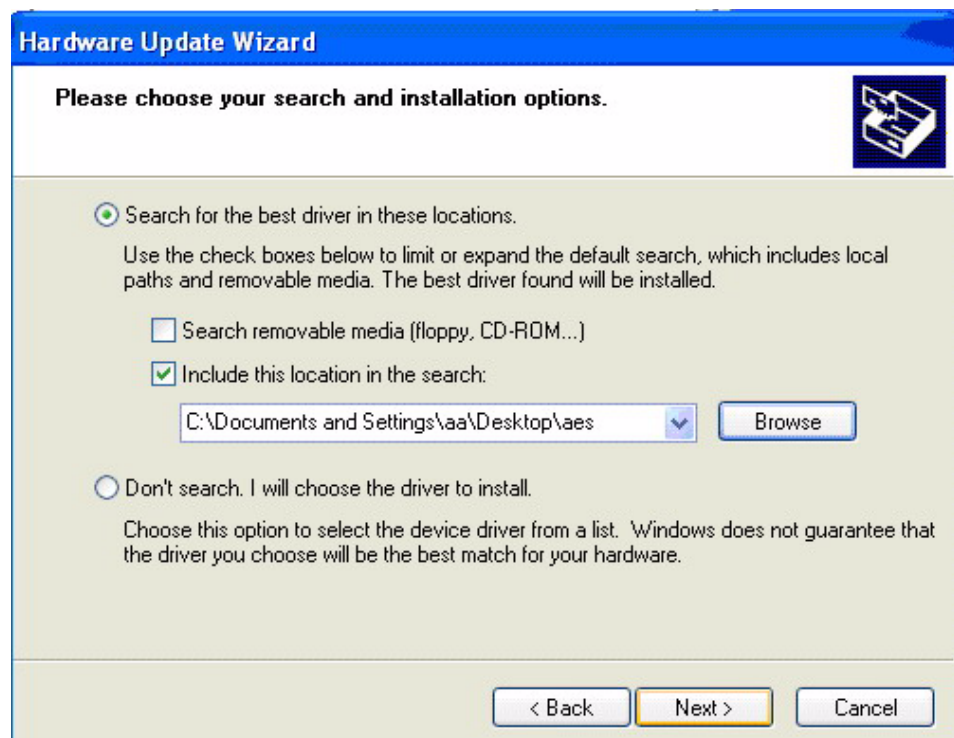 Hardware Update Wizard
Please choose your search and installation options.
Search for the best driver in these locations.
Use the check boxes below to limit or expand the default search, which includes local
paths and removable media. The best driver found will be installed.
Search removable media (floppy, CD-ROM...)
Include this location in the search:
C:\Documents and Settings\aa\Desktop\aes
Browse
Don't search. I will choose the driver to install.
Choose this option to select the device driver from a list.  Windows does not guarantee that
the driver you choose will be the best match for your hardware.
< Back
Next >
Cancel